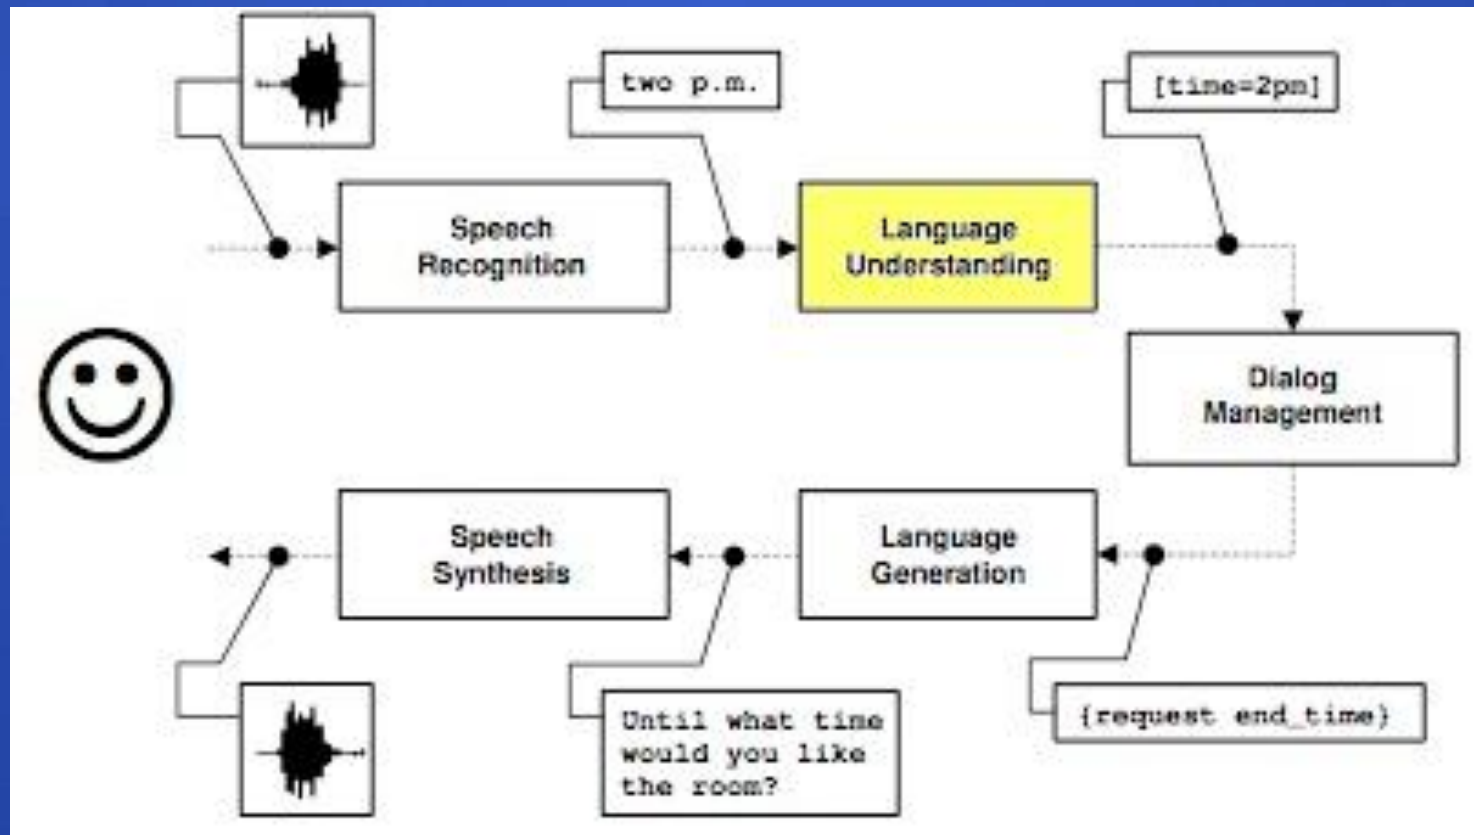 two p.m.
[time=2pm]
Speech
Recognition
Language
Understanding
Dialog
Management
Speech
Synthesis
Language
Generation
Until what time
would you like
the room?
{request end_time}